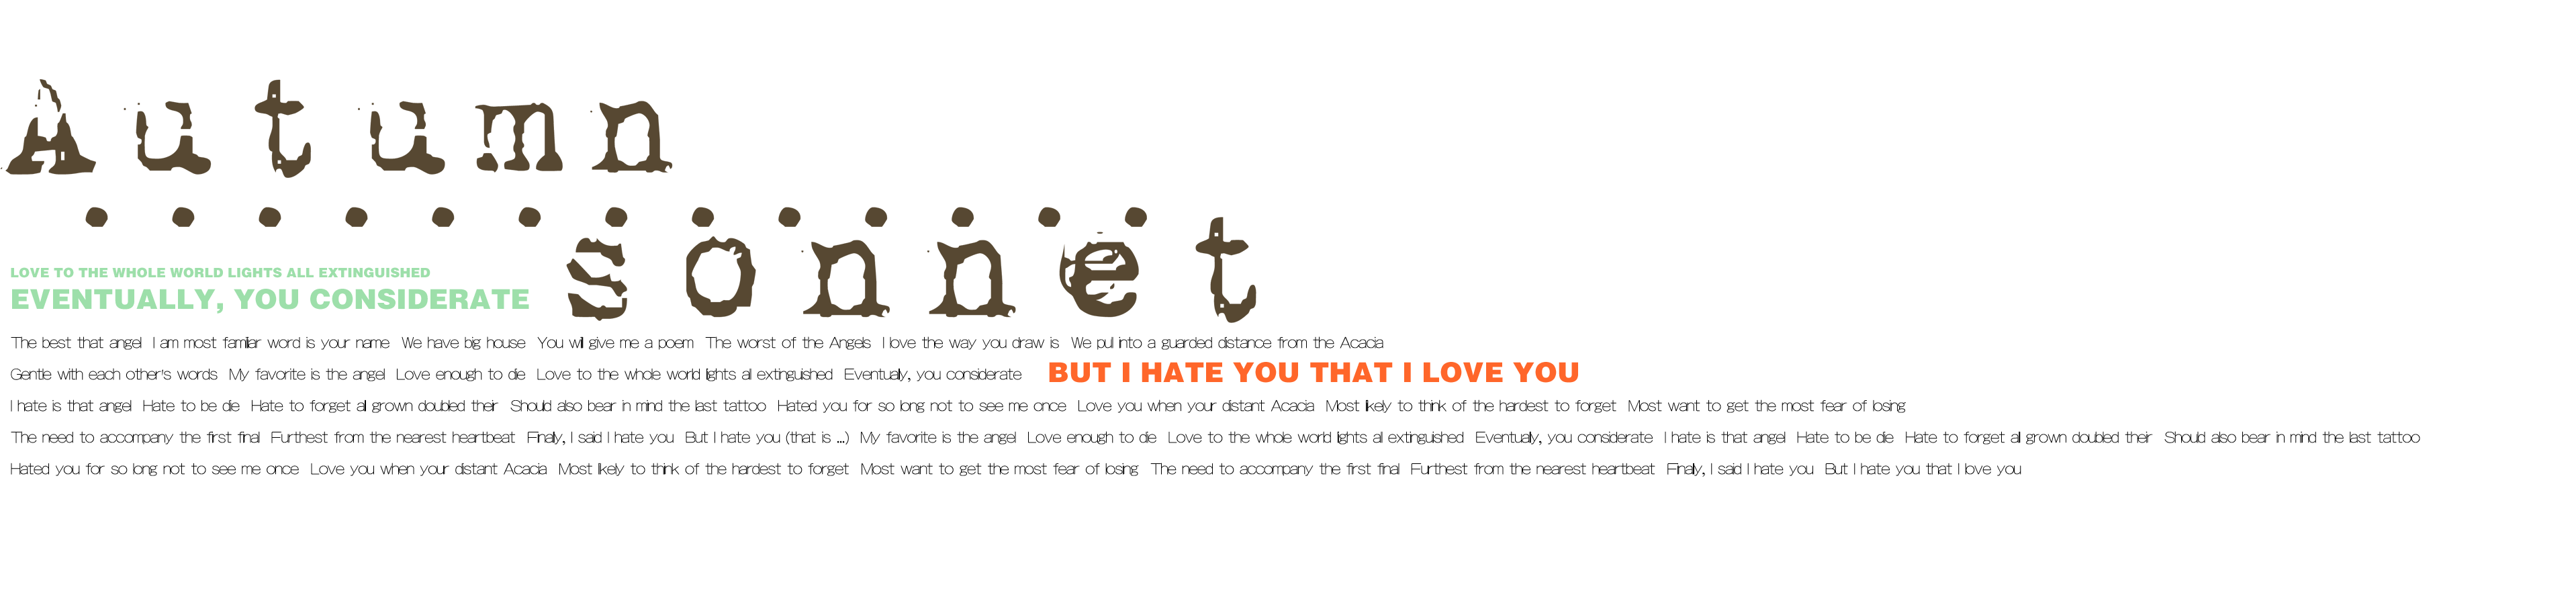 Autumn
sonnet
LOVE TO THE WHOLE WORLD LIGHTS ALL EXTINGUISHED
EVENTUALLY, YOU CONSIDERATE
The best that angel I am most familiar word is your name We have big house You will give me a poem The worst of the Angels I love the way you draw is We pull into a guarded distance from the Acacia
Gentle with each other's words My favorite is the angel Love enough to die Love to the whole world lights all extinguished Eventually, you considerate BUT I HATE YOU THAT I LOVE YOU
I hate is that angel Hate to be die Hate to forget all grown doubled their Should also bear in mind the last tattoo Hated you for so long not to see me once Love you when your distant Acacia Most likely to think of the hardest to forget Most want to get the most fear of losing
The need to accompany the first final Furthest from the nearest heartbeat Finally, I said I hate you But I hate you (that is ...) My favorite is the angel Love enough to die Love to the whole world lights all extinguished Eventually, you considerate I hate is that angel Hate to be die Hate to forget all grown doubled their Should also bear in mind the last tattoo
Hated you for so long not to see me once Love you when your distant Acacia Most likely to think of the hardest to forget Most want to get the most fear of losing The need to accompany the first final Furthest from the nearest heartbeat Finally, I said I hate you But I hate you that I love you